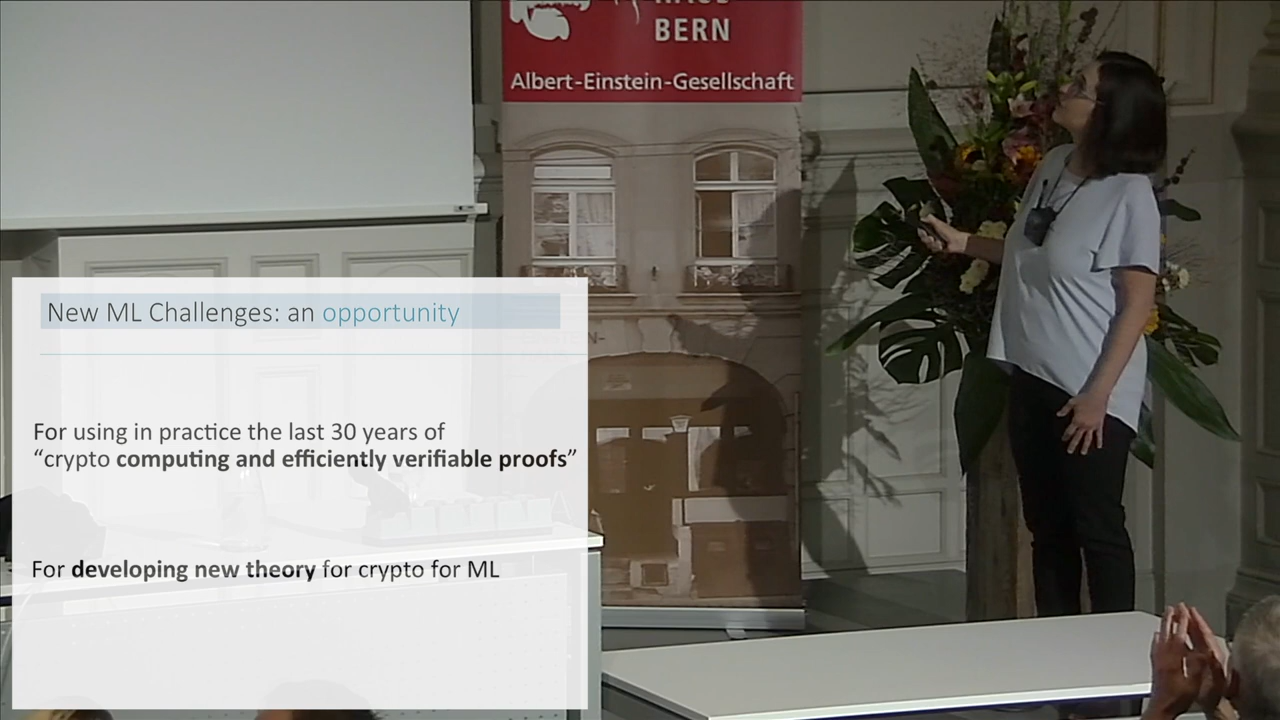 BERN
Albert-Einstein-Gesellschaft
New ML Challenges: an opportunity
For using in practice the last 30 years of
“crypto computing and efficiently verifiable proofs”
For developing new theory for crypto for ML